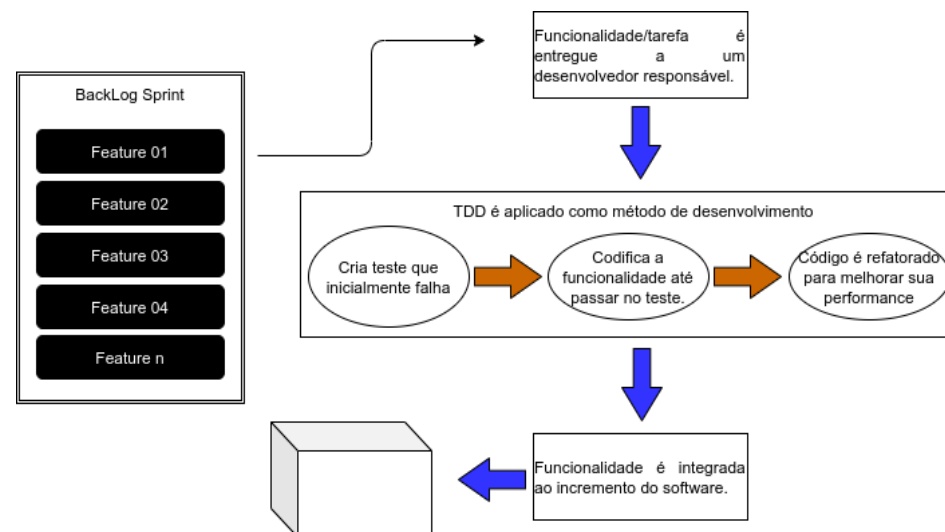 BackLog Sprint
Feature 01
Feature 02
Feature 03
Feature 04
Feature n
Funcionalidade/tarefa é
entregue a um
desenvolvedor responsável.
TDD é aplicado como método de desenvolvimento
Cria teste que
inicialmente falha
Codifica a
funcionalidade até
passar no teste.
Código é refatorado
para melhorar sua
performance
Funcionalidade é integrada
ao incremento do software.